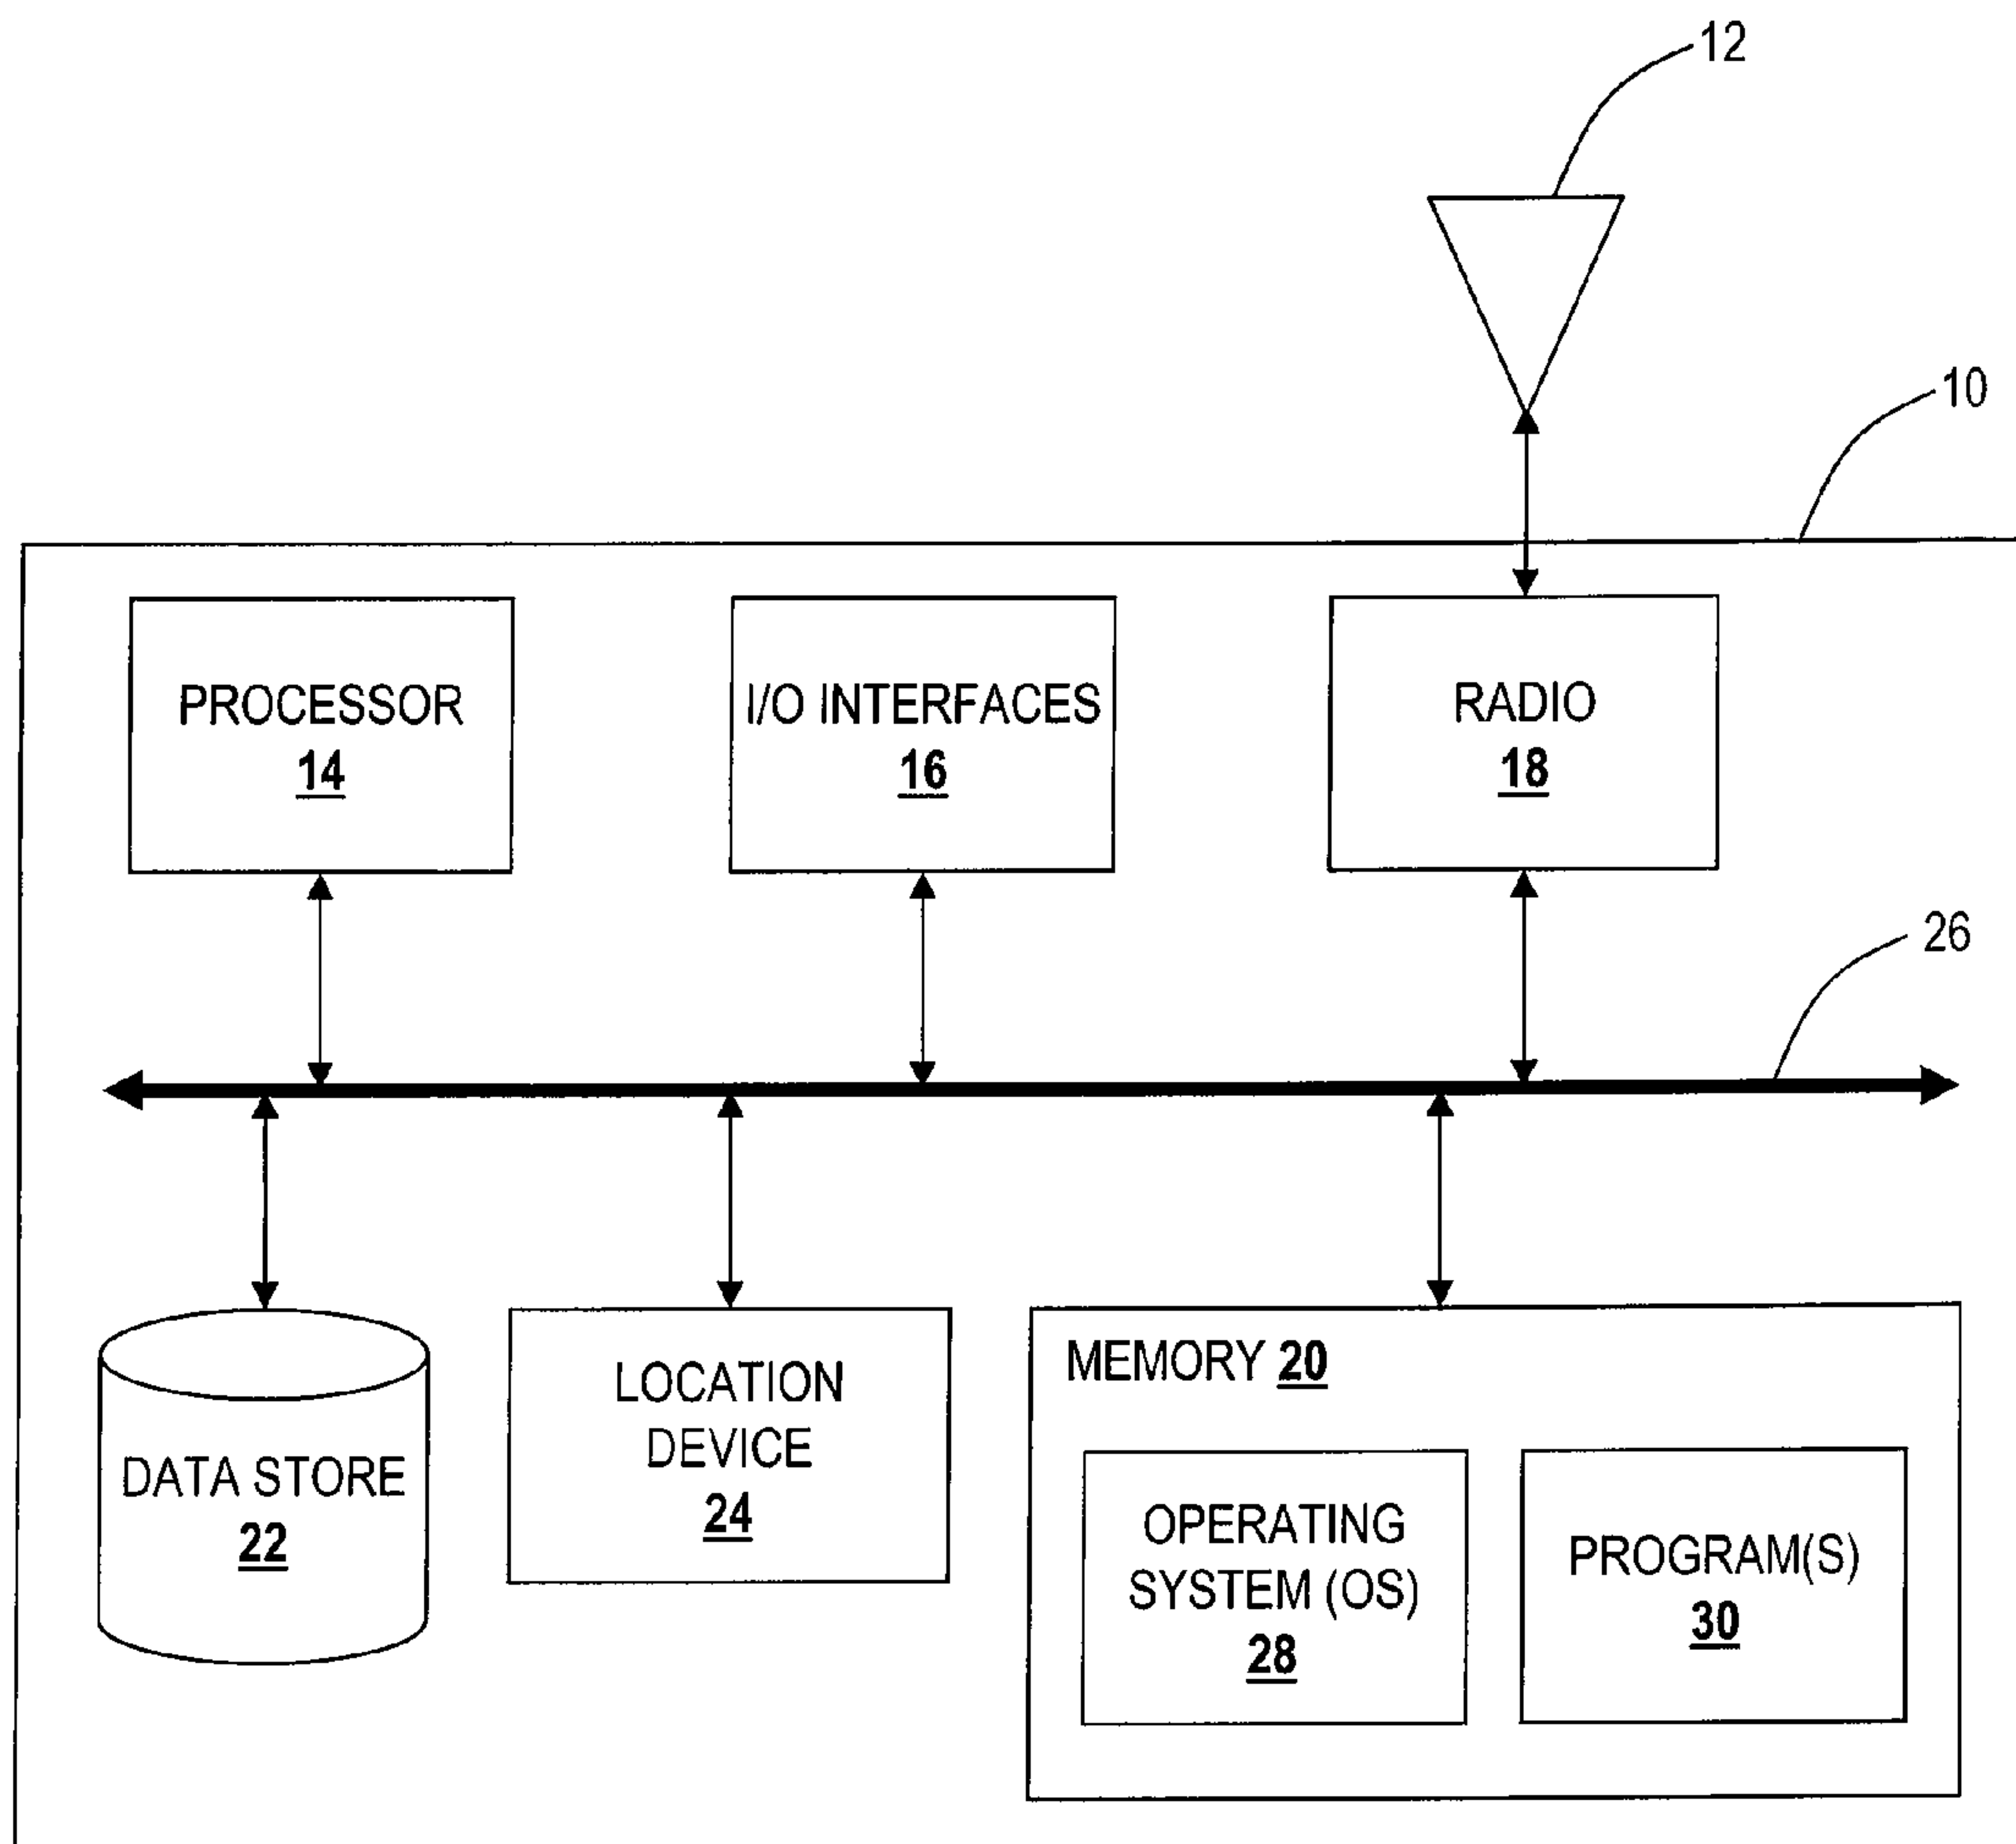 12
10
PROCESSOR
14
I/O INTERFACES
16
RADIO
18
26
DATA STORE
22
LOCATION
DEVICE
24
MEMORY 20
OPERATING
SYSTEM (OS)
28
PROGRAM(S)
30